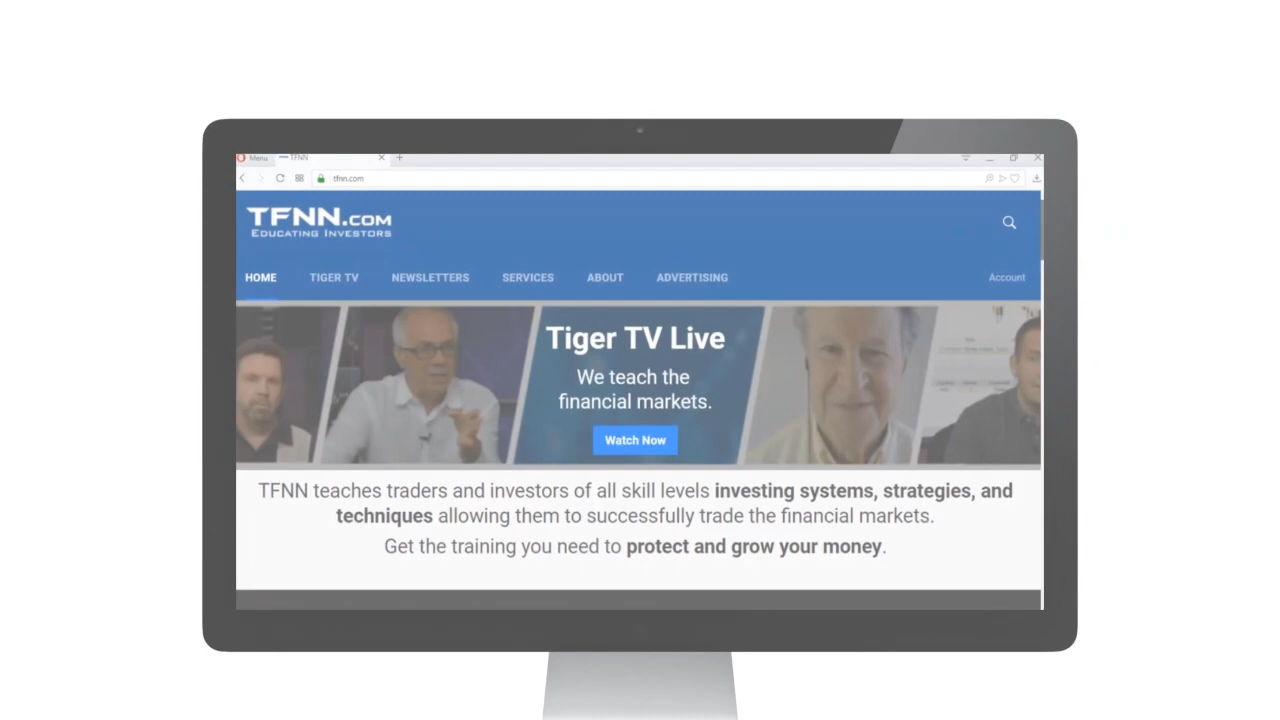 Menu
TFNN
tfnn.com
TFNN.COM
EDUCATING INVESTORS
HOME TIGER TV NEWSLETTERS SERVICES ABOUT ADVERTISING Account
Tiger TV Live
We teach the
financial markets.
Watch Now
TFNN teaches traders and investors of all skill levels investing systems, strategies, and
techniques allowing them to successfully trade the financial markets.
Get the training you need to protect and grow your money.